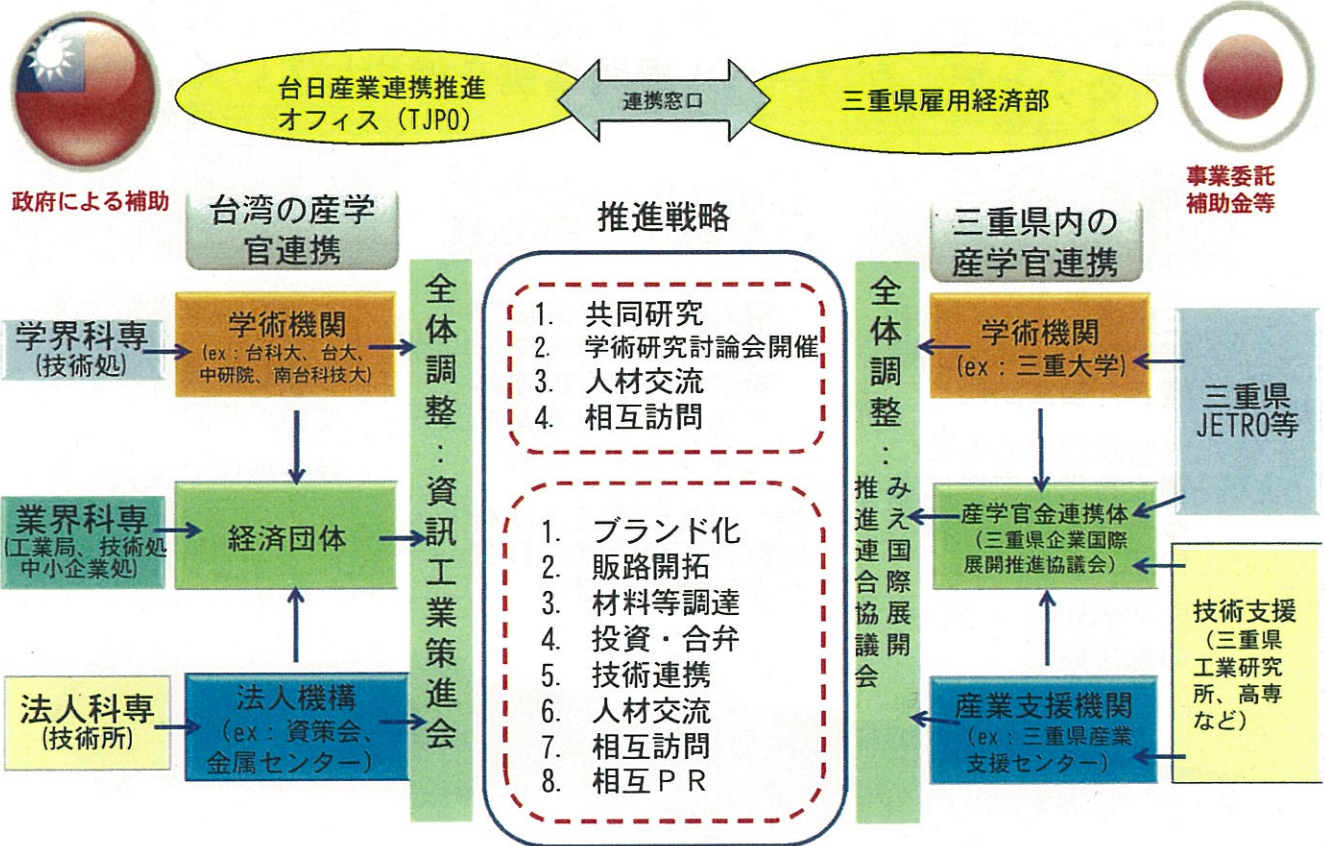 台日産業連携推進
オフィス（TJPO）
連携窓口
三重県雇用経済部
政府による補助
事業委託
補助金等
台湾の産学
官連携
推進戦略
三重県内の
産学官連携
学界科専
(技術処)
学術機関
(ex：台科大、台大、
中研院、南台科技大)
業界科専
(工業局、技術処
中小企業処)
経済団体
法人科専
(技術所)
法人機構
(ex：資策会、
金属センター)
全体調整：資訊工業策進会
1. 共同研究
2. 学術研究討論会開催
3. 人材交流
4. 相互訪問
1. ブランド化
2. 販路開拓
3. 材料等調達
4. 投資・合弁
5. 技術連携
6. 人材交流
7. 相互訪問
8. 相互ＰＲ
全体調整：
みえ国際展開
推進連合協議会
学術機関
(ex：三重大学)
産学官金連携体
（三重県企業国際
展開推進協議会）
産業支援機関
(ex：三重県産業
支援センター)
三重県
JETRO等
技術支援
（三重県
工業研究
所、高専
など）